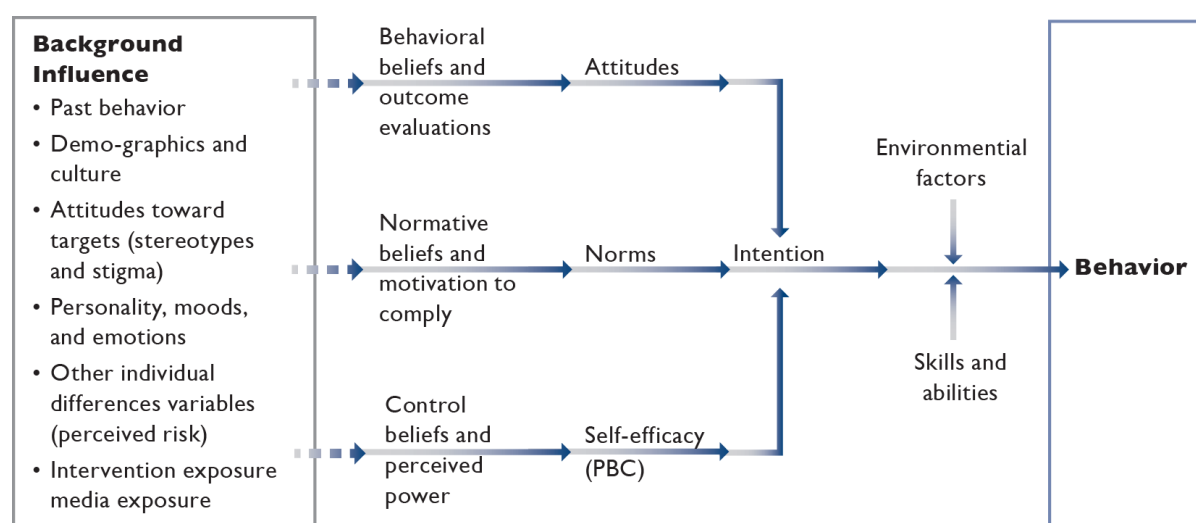 Background
Influence
• Past behavior
• Demo-graphics and
culture
• Attitudes toward
targets (stereotypes
and stigma)
• Personality, moods,
and emotions
• Other individual
differences variables
(perceived risk)
• Intervention exposure
media exposure
Behavioral
beliefs and
outcome
evaluations
Attitudes
Normative
beliefs and
motivation to
comply
Norms
Intention
Control
beliefs and
perceived
power
Self-efficacy
(PBC)
Environmential
factors
Skills and
abilities
Behavior